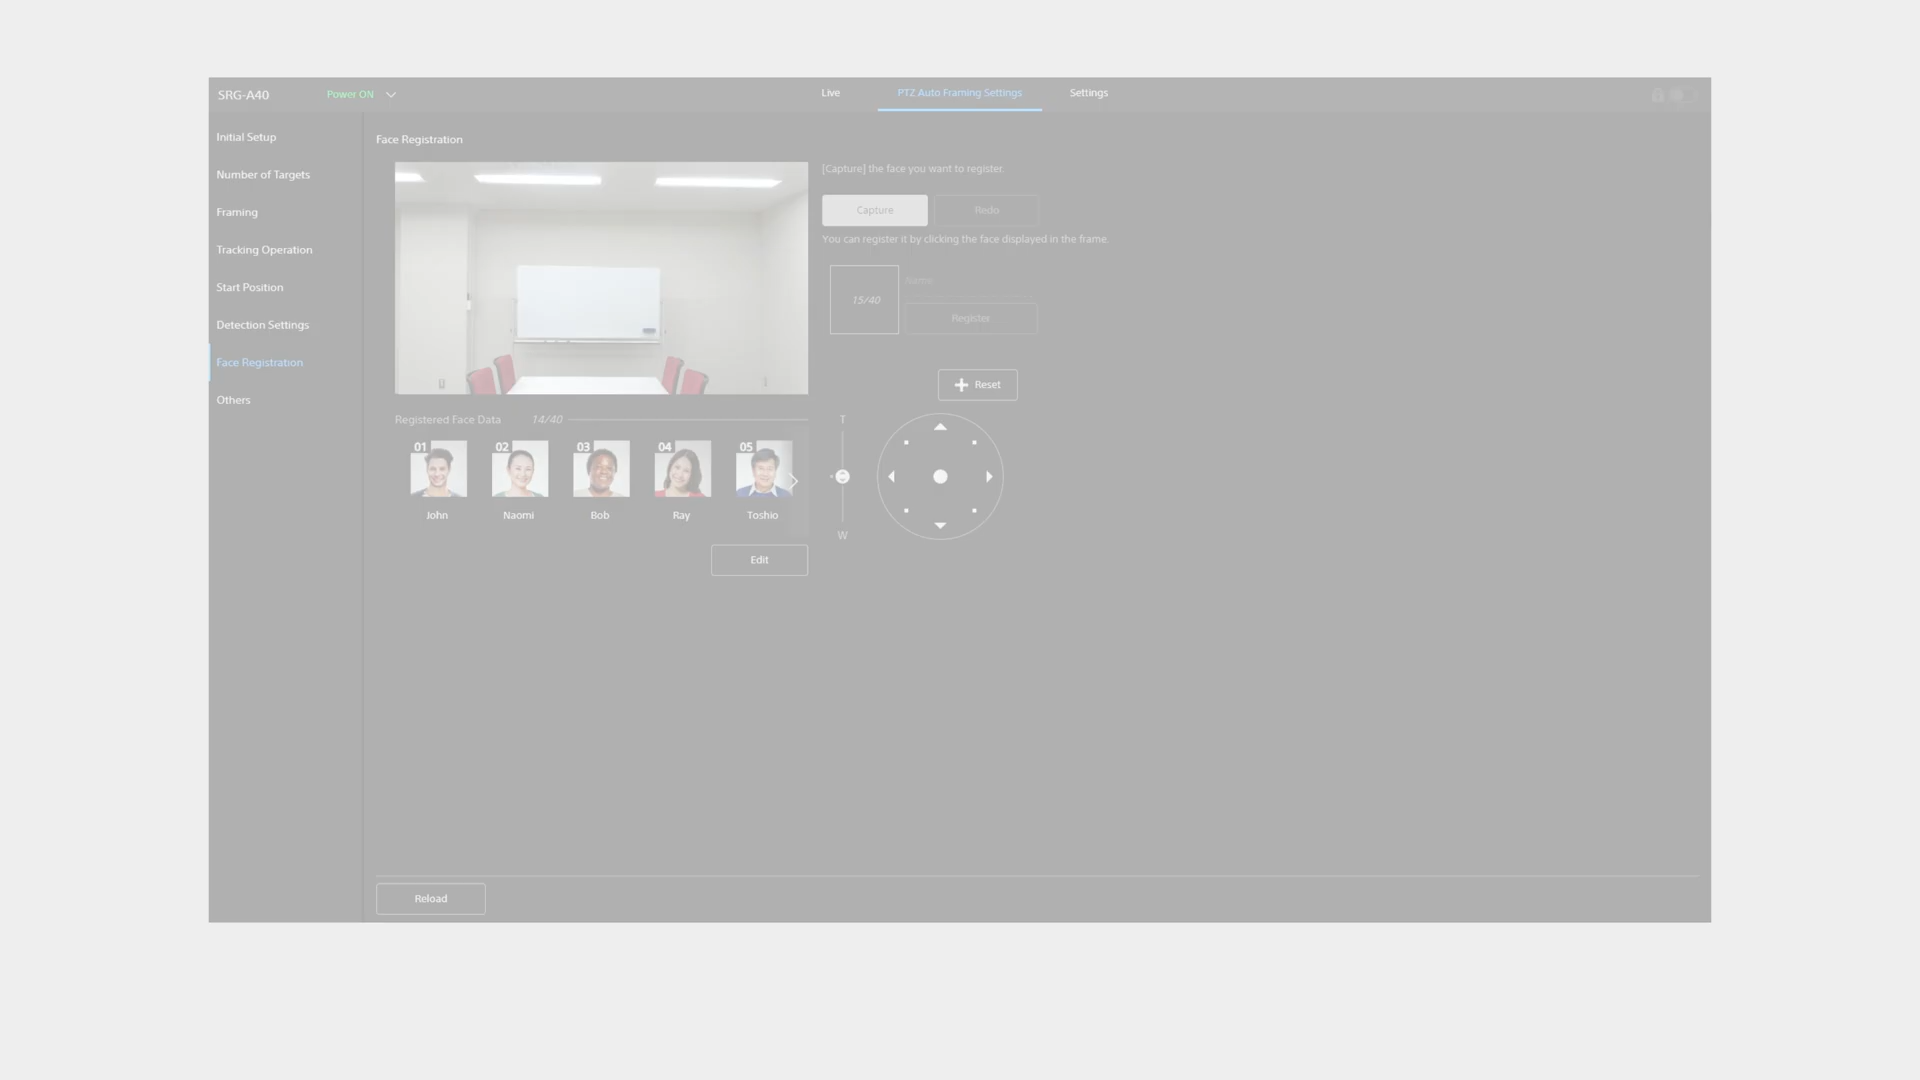 SRG-A40
Power ON
Live
PTZ Auto Framing Settings
Settings
Initial Setup
Number of Targets
Framing
Tracking Operation
Start Position
Detection Settings
Face Registration
Others
Face Registration
[Capture] the face you want to register.
Capture
Redo
You can register it by clicking the face displayed in the frame.
15/40
Name
Register
Reset
T
W
Registered Face Data
14/40
01
02
03
04
05
John
Naomi
Bob
Ray
Toshio
Edit
Reload